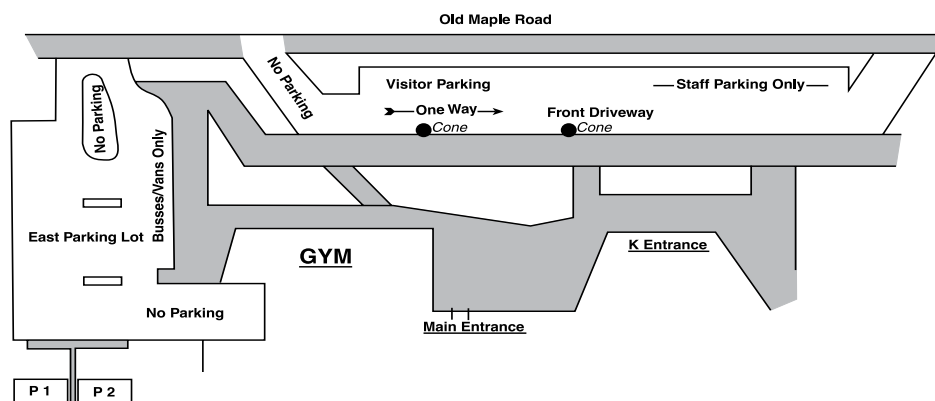 Old Maple Road
No Parking
Visitor Parking
Staff Parking Only
No Parking
One Way
Front Driveway
Cone
Cone
Busses/Vans Only
East Parking Lot
GYM
K Entrance
No Parking
Main Entrance
P 1
P 2